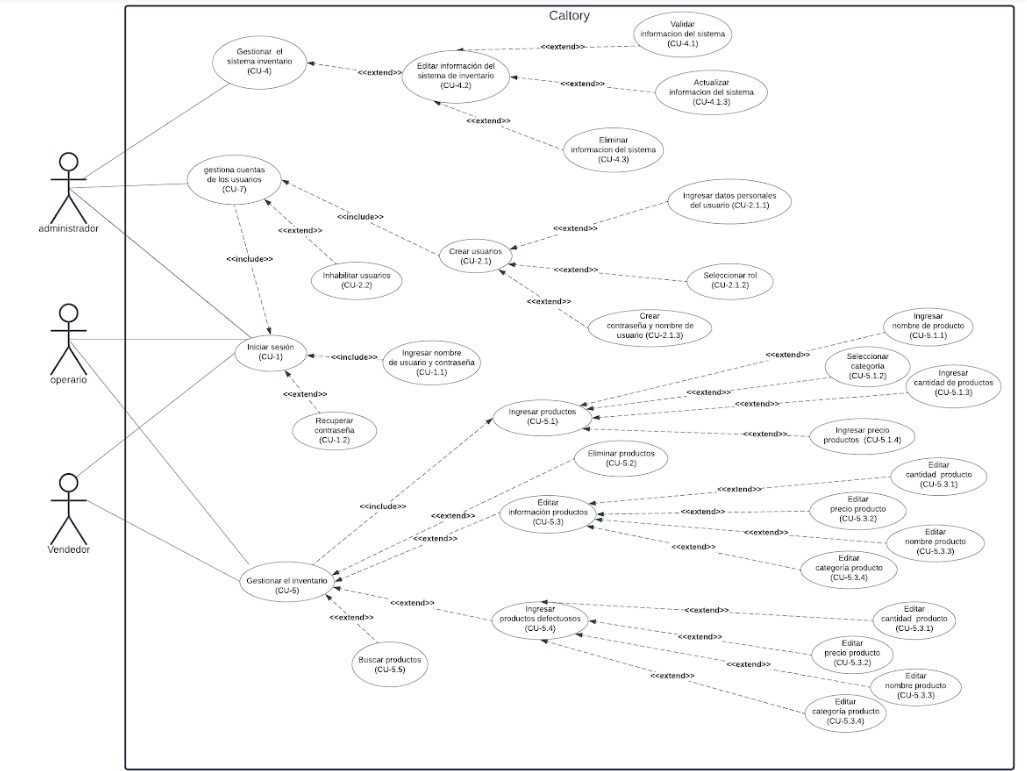 Caltory
Gestionar el
sistema inventario
(CU-4)
<<extend>>
Editar información del
sistema de inventario
(CU-4.2)
<<extend>>
Validar
informacion del sistema
(CU-4.1)
<<extend>>
Actualizar
informacion del sistema
(CU-4.1.3)
<<extend>>
Eliminar
informacion del sistema
(CU-4.3)
administrador
gestiona cuentas
de los usuarios
(CU-7)
<<include>>
<<extend>>
<<include>>
Inhabilitar usuarios
(CU-2.2)
Crear usuarios
(CU-2.1)
<<extend>>
Ingresar datos personales
del usuario (CU-2.1.1)
<<extend>>
Seleccionar rol
(CU-2.1.2)
<<extend>>
Crear
contraseña y nombre de
usuario (CU-2.1.3)
operario
Iniciar sesión
(CU-1)
<<include>>
Ingresar nombre
de usuario y contraseña
(CU-1.1)
<<extend>>
Recuperar
contraseña
(CU-1.2)
Ingresar productos
(CU-5.1)
<<extend>>
Ingresar
nombre de producto
(CU-5.1.1)
<<extend>>
Seleccionar
categoría
(CU-5.1.2)
<<extend>>
Ingresar
cantidad de productos
(CU-5.1.3)
<<extend>>
Ingresar precio
productos (CU-5.1.4)
Vendedor
<<include>>
Eliminar productos
(CU-5.2)
<<extend>>
<<extend>>
Editar
información productos
(CU-5.3)
<<extend>>
Editar
cantidad producto
(CU-5.3.1)
<<extend>>
Editar
precio producto
(CU-5.3.2)
<<extend>>
Editar
nombre producto
(CU-5.3.3)
<<extend>>
Editar
categoría producto
(CU-5.3.4)
Gestionar el inventario
(CU-5)
<<extend>>
<<extend>>
Buscar productos
(CU-5.5)
Ingresar
productos defectuosos
(CU-5.4)
<<extend>>
Editar
cantidad producto
(CU-5.3.1)
<<extend>>
Editar
precio producto
(CU-5.3.2)
<<extend>>
Editar
nombre producto
(CU-5.3.3)
<<extend>>
Editar
categoría producto
(CU-5.3.4)